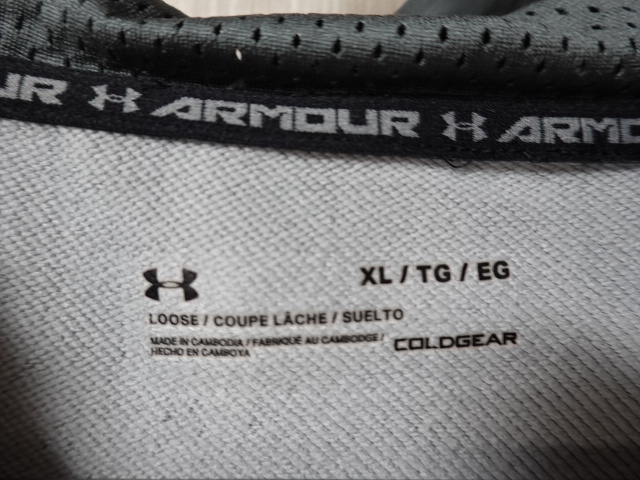 UR ARMOUR ARMO
XL / TG / EG
LOOSE / COUPE LÂCHE / SUELTO
MADE IN CAMBODIA / FABRIQUÉ AU CAMBODGE /
HECHO EN CAMBOYA
COLDGEAR